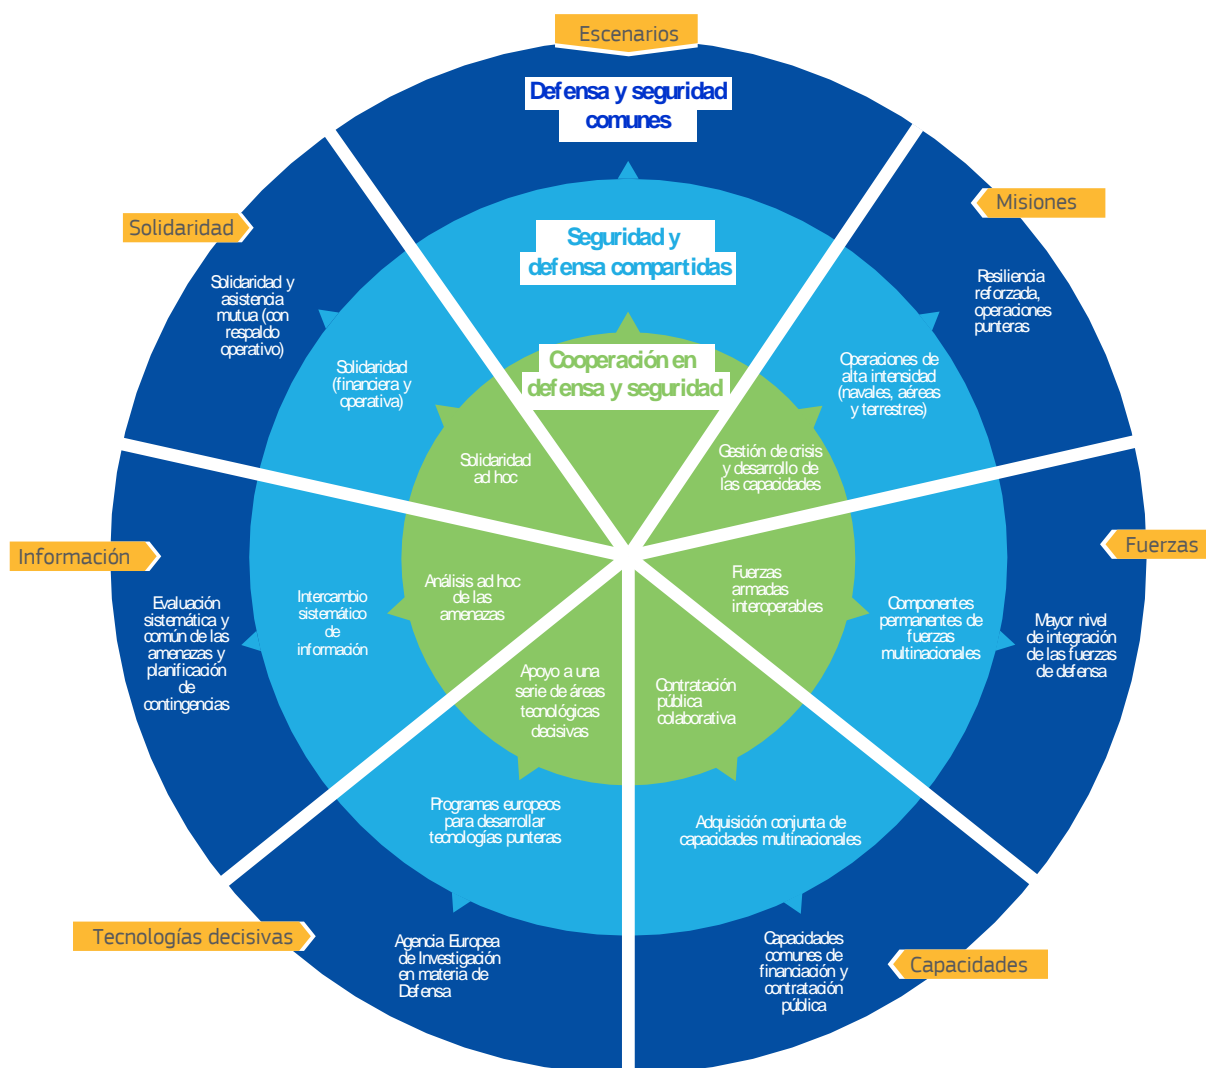 Escenarios
Defensa y seguridad
comunes
Seguridad y
defensa compartidas
Cooperación en
defensa y seguridad
Misiones
Resiliencia
reforzada,
operaciones
punteras
Operaciones de
alta intensidad
(navales, aéreas
y terrestres)
Gestión de crisis
y desarrollo de
las capacidades
Fuerzas
Mayor nivel
de integración
de las fuerzas
de defensa
Componentes
permanentes de
fuerzas
multinacionales
Fuerzas
armadas
interoperables
Capacidades
Capacidades
comunes de
financiación y
contratación
pública
Adquisición conjunta de
capacidades multinacionales
Contratación
pública
colaborativa
Tecnologías decisivas
Agencia Europea
de Investigación
en materia de
Defensa
Programas europeos
para desarrollar
tecnologías punteras
Apoyo a una
serie de áreas
tecnológicas
decisivas
Información
Evaluación
sistemática y
común de las
amenazas y
planificación
de
contingencias
Intercambio
sistemático
de
información
Análisis ad hoc
de las
amenazas
Solidaridad
Solidaridad y
asistencia
mutua (con
respaldo
operativo)
Solidaridad
(financiera y
operativa)
Solidaridad
ad hoc